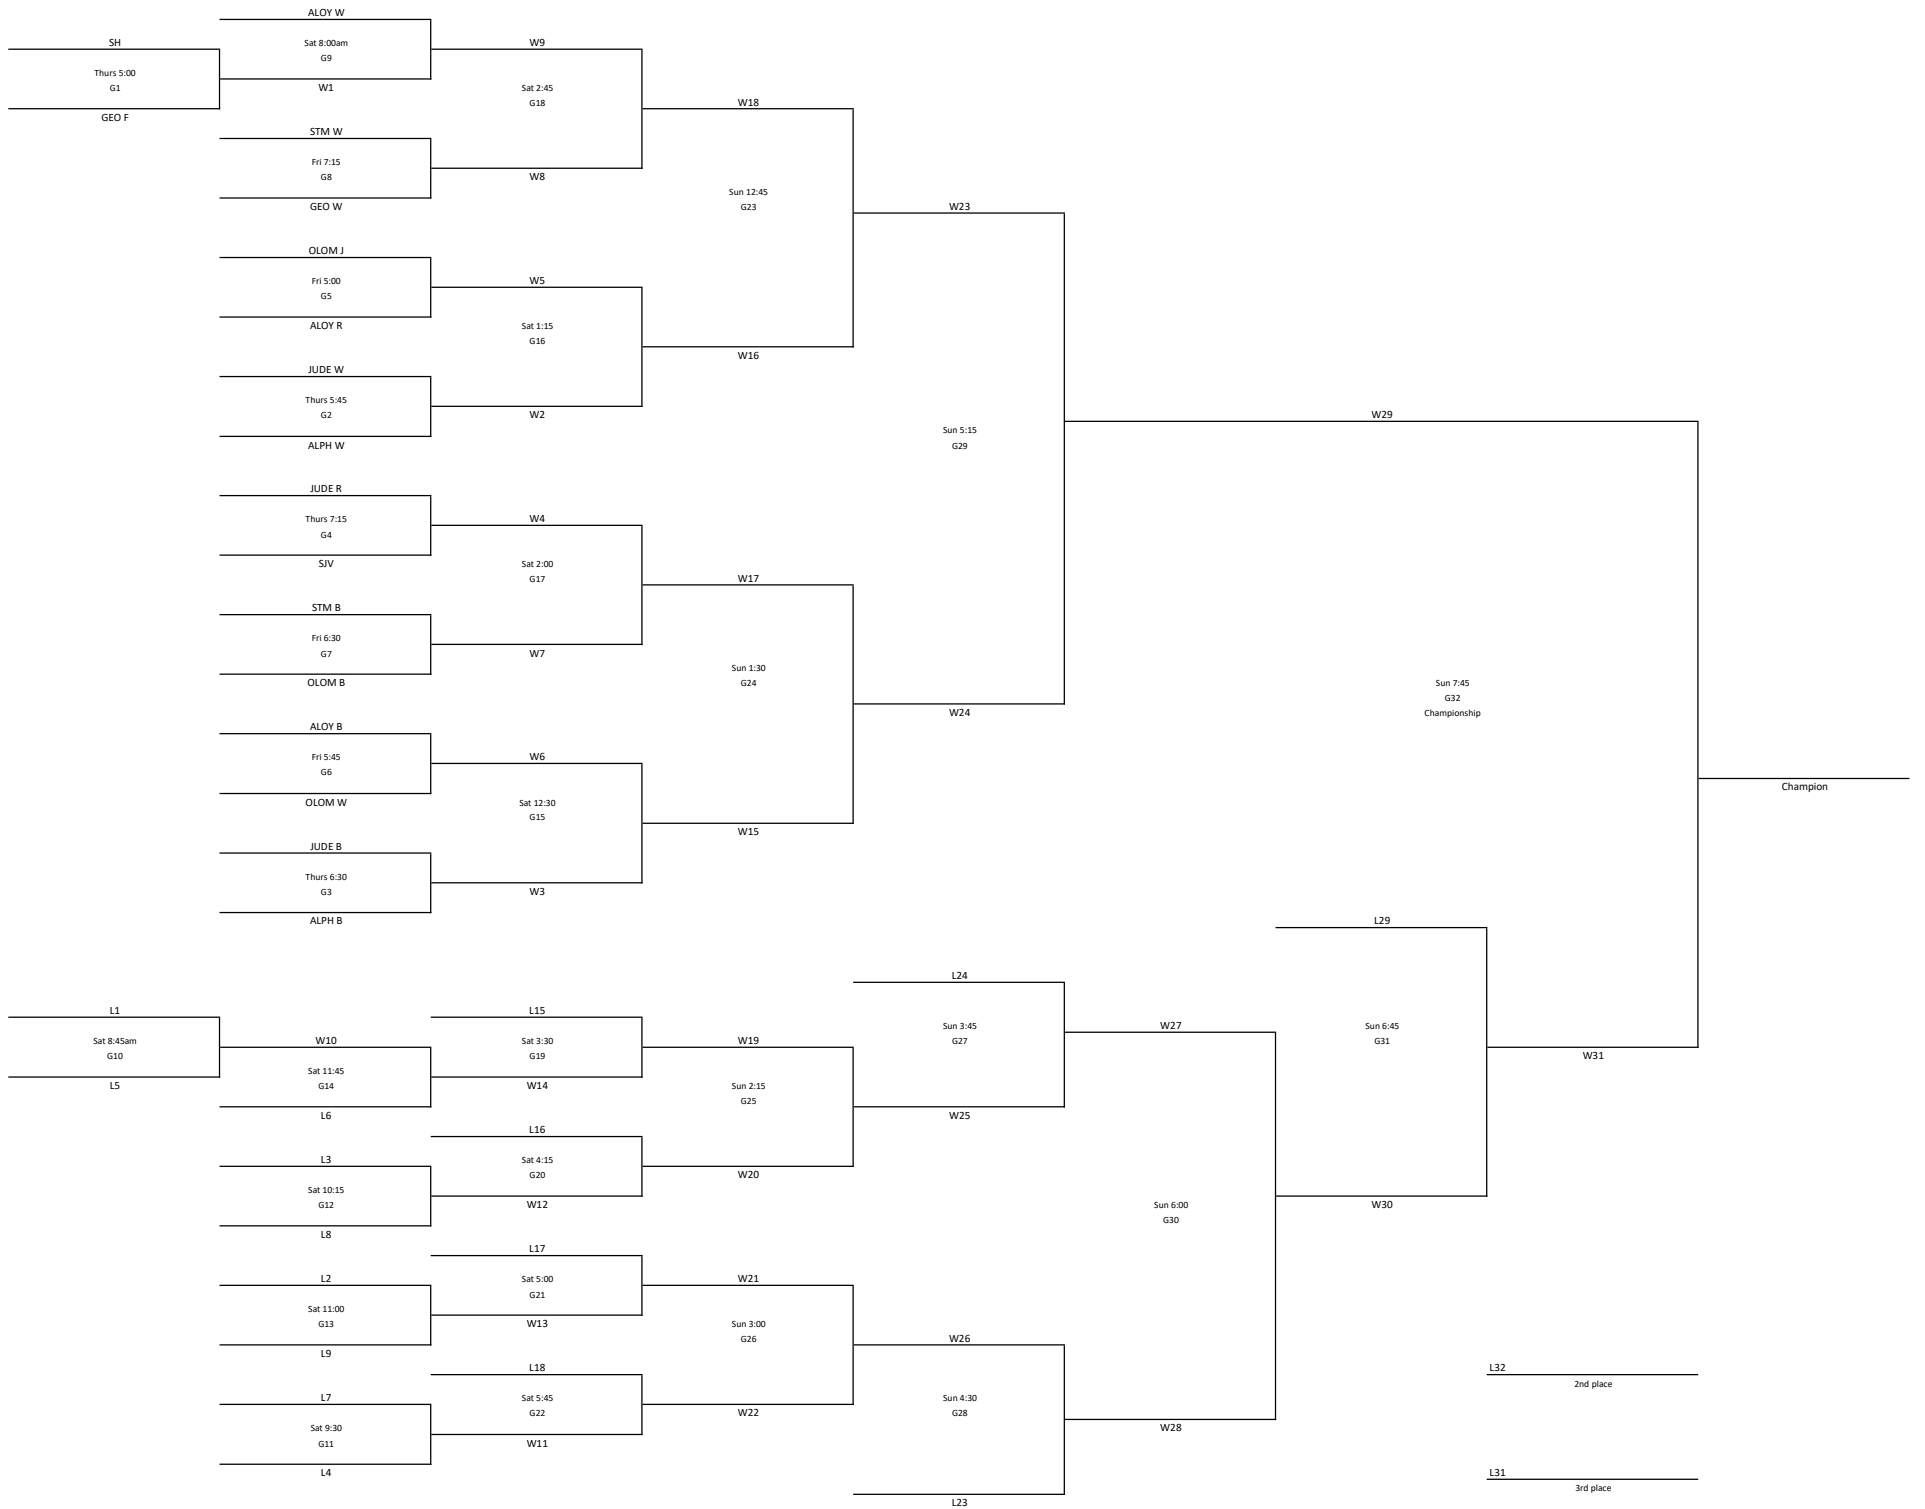 ALOY W
SH
Sat 8:00am
G9
W9
Thurs 5:00
G1
W1
Sat 2:45
G18
GEO F
W18
STM W
Fri 7:15
G8
W8
GEO W
Sun 12:45
G23
W23
OLOM J
Fri 5:00
G5
W5
ALOY R
Sat 1:15
G16
W16
JUDE W
Thurs 5:45
G2
W2
ALPH W
Sun 5:15
G29
W29
JUDE R
Thurs 7:15
G4
W4
SJV
Sat 2:00
G17
W17
STM B
Fri 6:30
G7
W7
OLOM B
Sun 1:30
G24
W24
Sun 7:45
G32
Championship
ALOY B
Fri 5:45
G6
W6
OLOM W
Sat 12:30
G15
W15
Champion
JUDE B
Thurs 6:30
G3
W3
ALPH B
L29
L24
L1
L15
Sat 8:45am
G10
W10
Sat 3:30
G19
W19
Sun 3:45
G27
W27
Sun 6:45
G31
W31
L5
Sat 11:45
G14
W14
Sun 2:15
G25
L6
W25
L16
L3
Sat 4:15
G20
W20
Sat 10:15
G12
W12
Sun 6:00
G30
W30
L8
L17
L2
Sat 5:00
G21
W21
Sat 11:00
G13
W13
Sun 3:00
G26
L9
W26
L18
L32
2nd place
L7
Sat 5:45
G22
W22
Sun 4:30
G28
W28
Sat 9:30
G11
W11
L4
L31
3rd place
L23